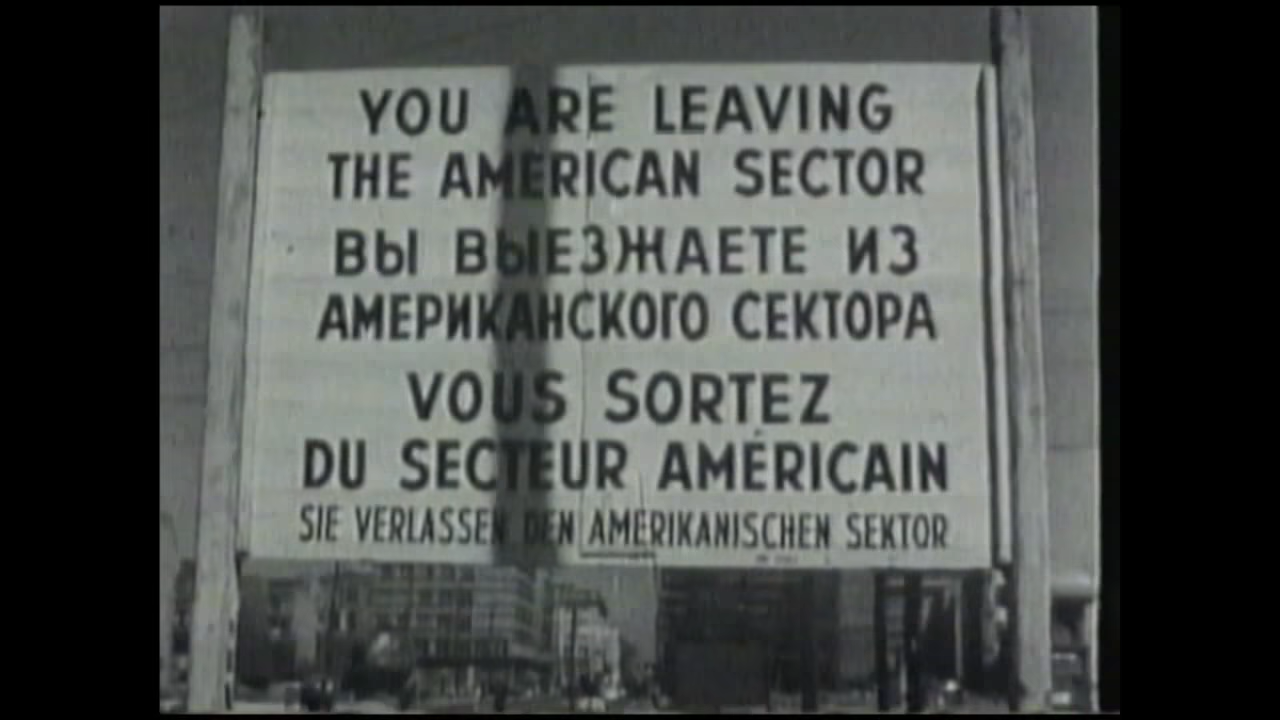 YOU ARE LEAVING
THE AMERICAN SECTOR
ВЫ ВЫЕЗЖАЕТЕ ИЗ
АМЕРИКАНСКОГО СЕКТОРА
VOUS SORTEZ
DU SECTEUR AMÉRICAIN
SIE VERLASSEN DEN AMERIKANISCHEN SEKTOR